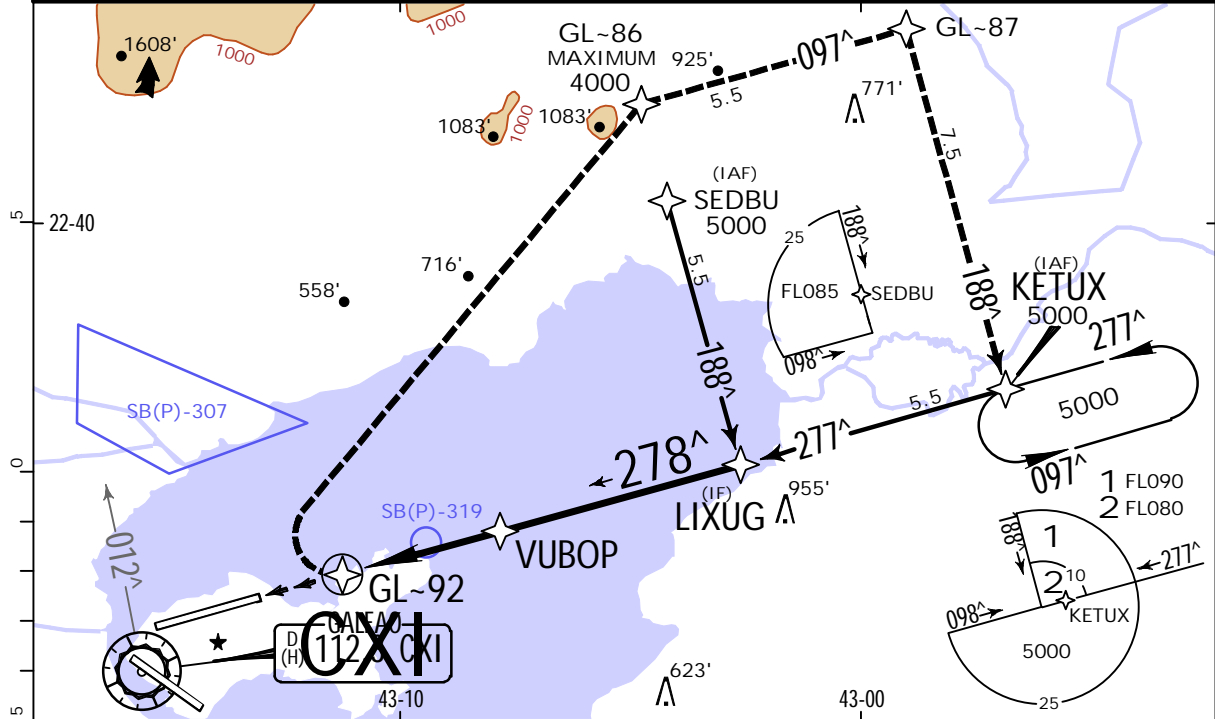 1608'
1000
1000
GL~86
MAXIMUM
4000
925'
097^
5.5
GL~87
771'
1083'
1000
1083'
7.5
(IAF)
SEDBU
5000
5
22-40
188^
25
FL085
SEDBU
098^
5.5
716'
558'
188^
(IAF)
KETUX
5000
277^
188^
SB(P)-307
5.5
5000
277^
097^
278^
0
(IF)
LIXUG
955'
1 FL090
2 FL080
SB(P)-319
VUBOP
188^
1
2
10
277^
KETUX
098^
5000
25
012^
GL~92
GALEAO
D
(H)
CXI
CXI
623'
5
43-10
43-00